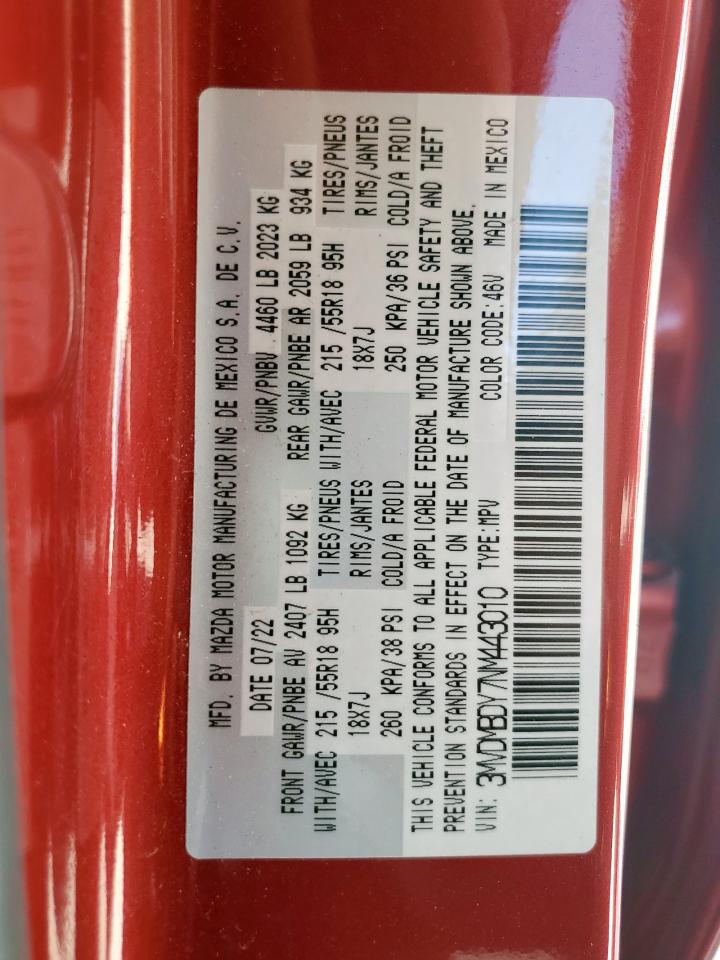 MFD. BY MAZDA MOTOR MANUFACTURING DE MEXICO S.A. DE C.V.
DATE 07/22 GVWR/PNBV 4460 LB 2023 KG
FRONT GAWR/PNBE AV 2407 LB 1092 KG REAR GAWR/PNBE AR 2059 LB 934 KG
WITH/AVEC 215 /55R18 95H TIRES/PNEUS WITH/AVEC 215 /55R18 95H TIRES/PNEUS
18X7J RIMS/JANTES 18X7J RIMS/JANTES
260 KPA/38 PSI COLD/A FROID 250 KPA/36 PSI COLD/A FROID
THIS VEHICLE CONFORMS TO ALL APPLICABLE FEDERAL MOTOR VEHICLE SAFETY AND THEFT
PREVENTION STANDARDS IN EFFECT ON THE DATE OF MANUFACTURE SHOWN ABOVE.
VIN: 3MVDMBDY7NM443010 TYPE:MPV COLOR CODE:46V MADE IN MEXICO